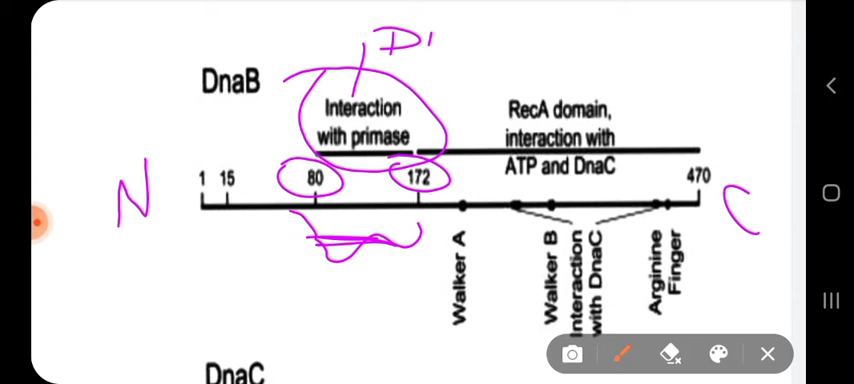 DI
DnaB
Interaction
with primase
RecA domain,
interaction with
ATP and DnaC
N
1 15 80 172 470
C
Walker A
Walker B
Interaction
with DnaC
Arginine
Finger
DnaC